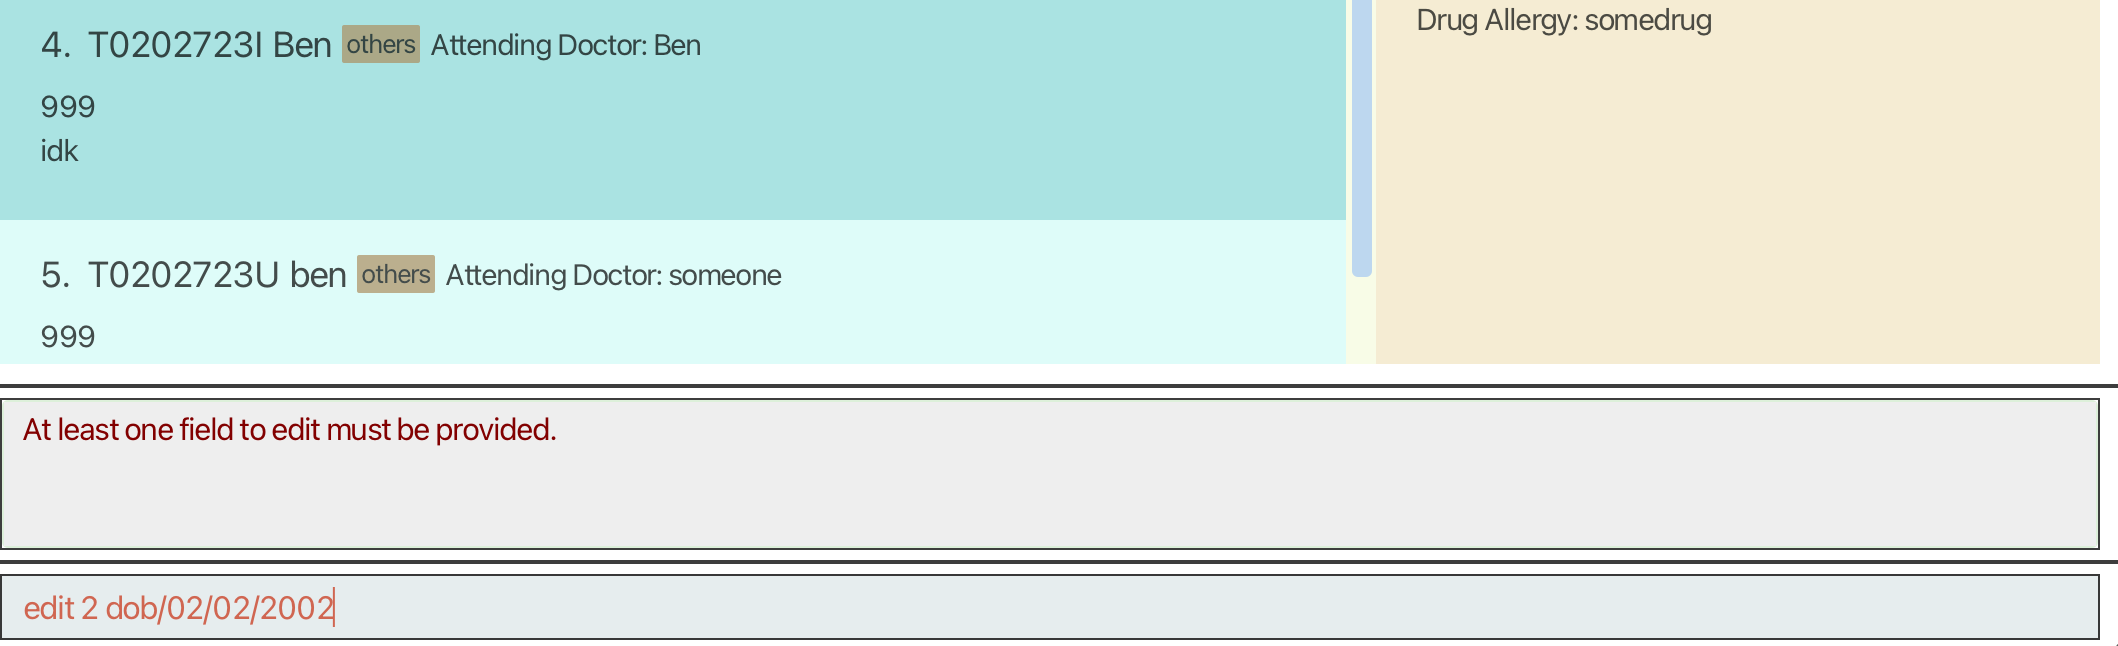 4. T0202723I Ben others Attending Doctor: Ben
999
idk
5. T0202723U ben others Attending Doctor: someone
999
Drug Allergy: somedrug
At least one field to edit must be provided.
edit 2 dob/02/02/2002